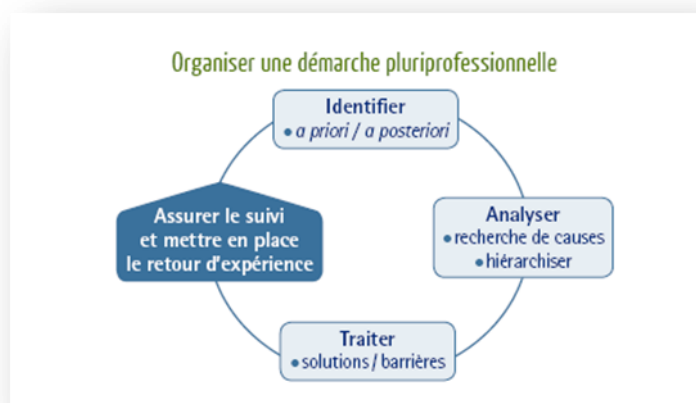 Organiser une démarche pluriprofessionnelle
Identifier
• a priori / a posteriori
Analyser
• recherche de causes
• hiérarchiser
Traiter
• solutions / barrières
Assurer le suivi
et mettre en place
le retour d'expérience